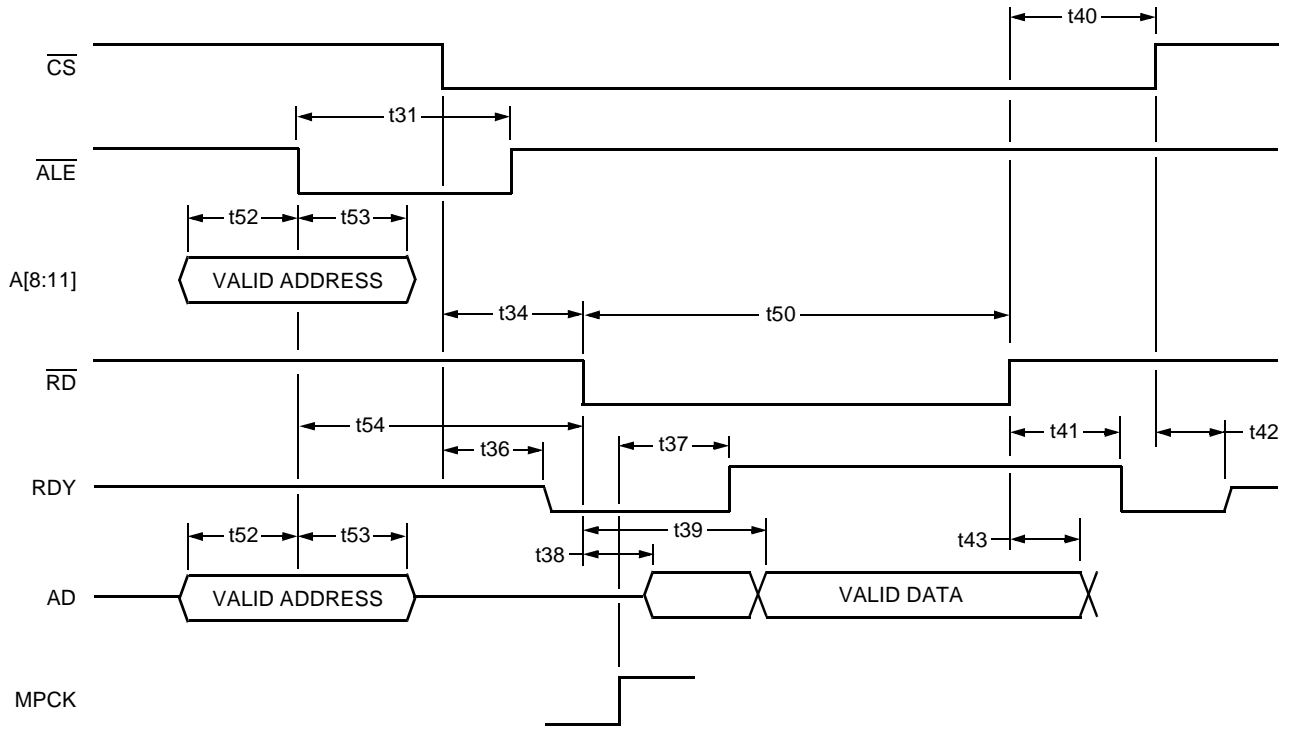 t40
CS
t31
ALE
t52 t53
A[8:11] VALID ADDRESS
t34 t50
RD
t54 t41 t42
t36 t37
RDY
t52 t53 t39 t43
t38
AD VALID ADDRESS VALID DATA
MPCK